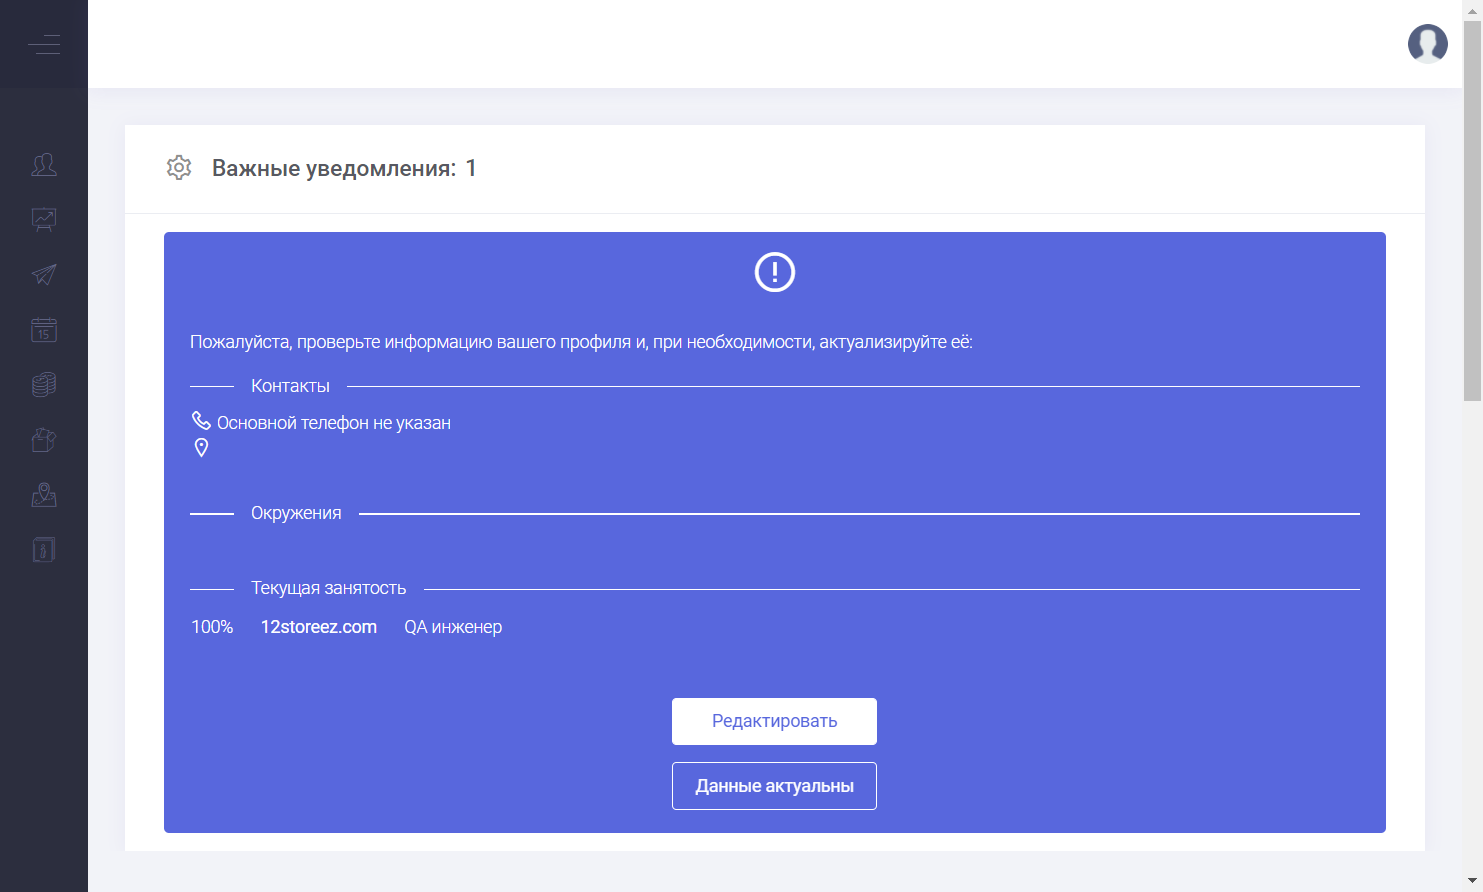 Важные уведомления: 1
Пожалуйста, проверьте информацию вашего профиля и, при необходимости, актуализируйте её:
Контакты
Основной телефон не указан
Окружения
Текущая занятость
100% 12storeez.com QA инженер
Редактировать
Данные актуальны
15